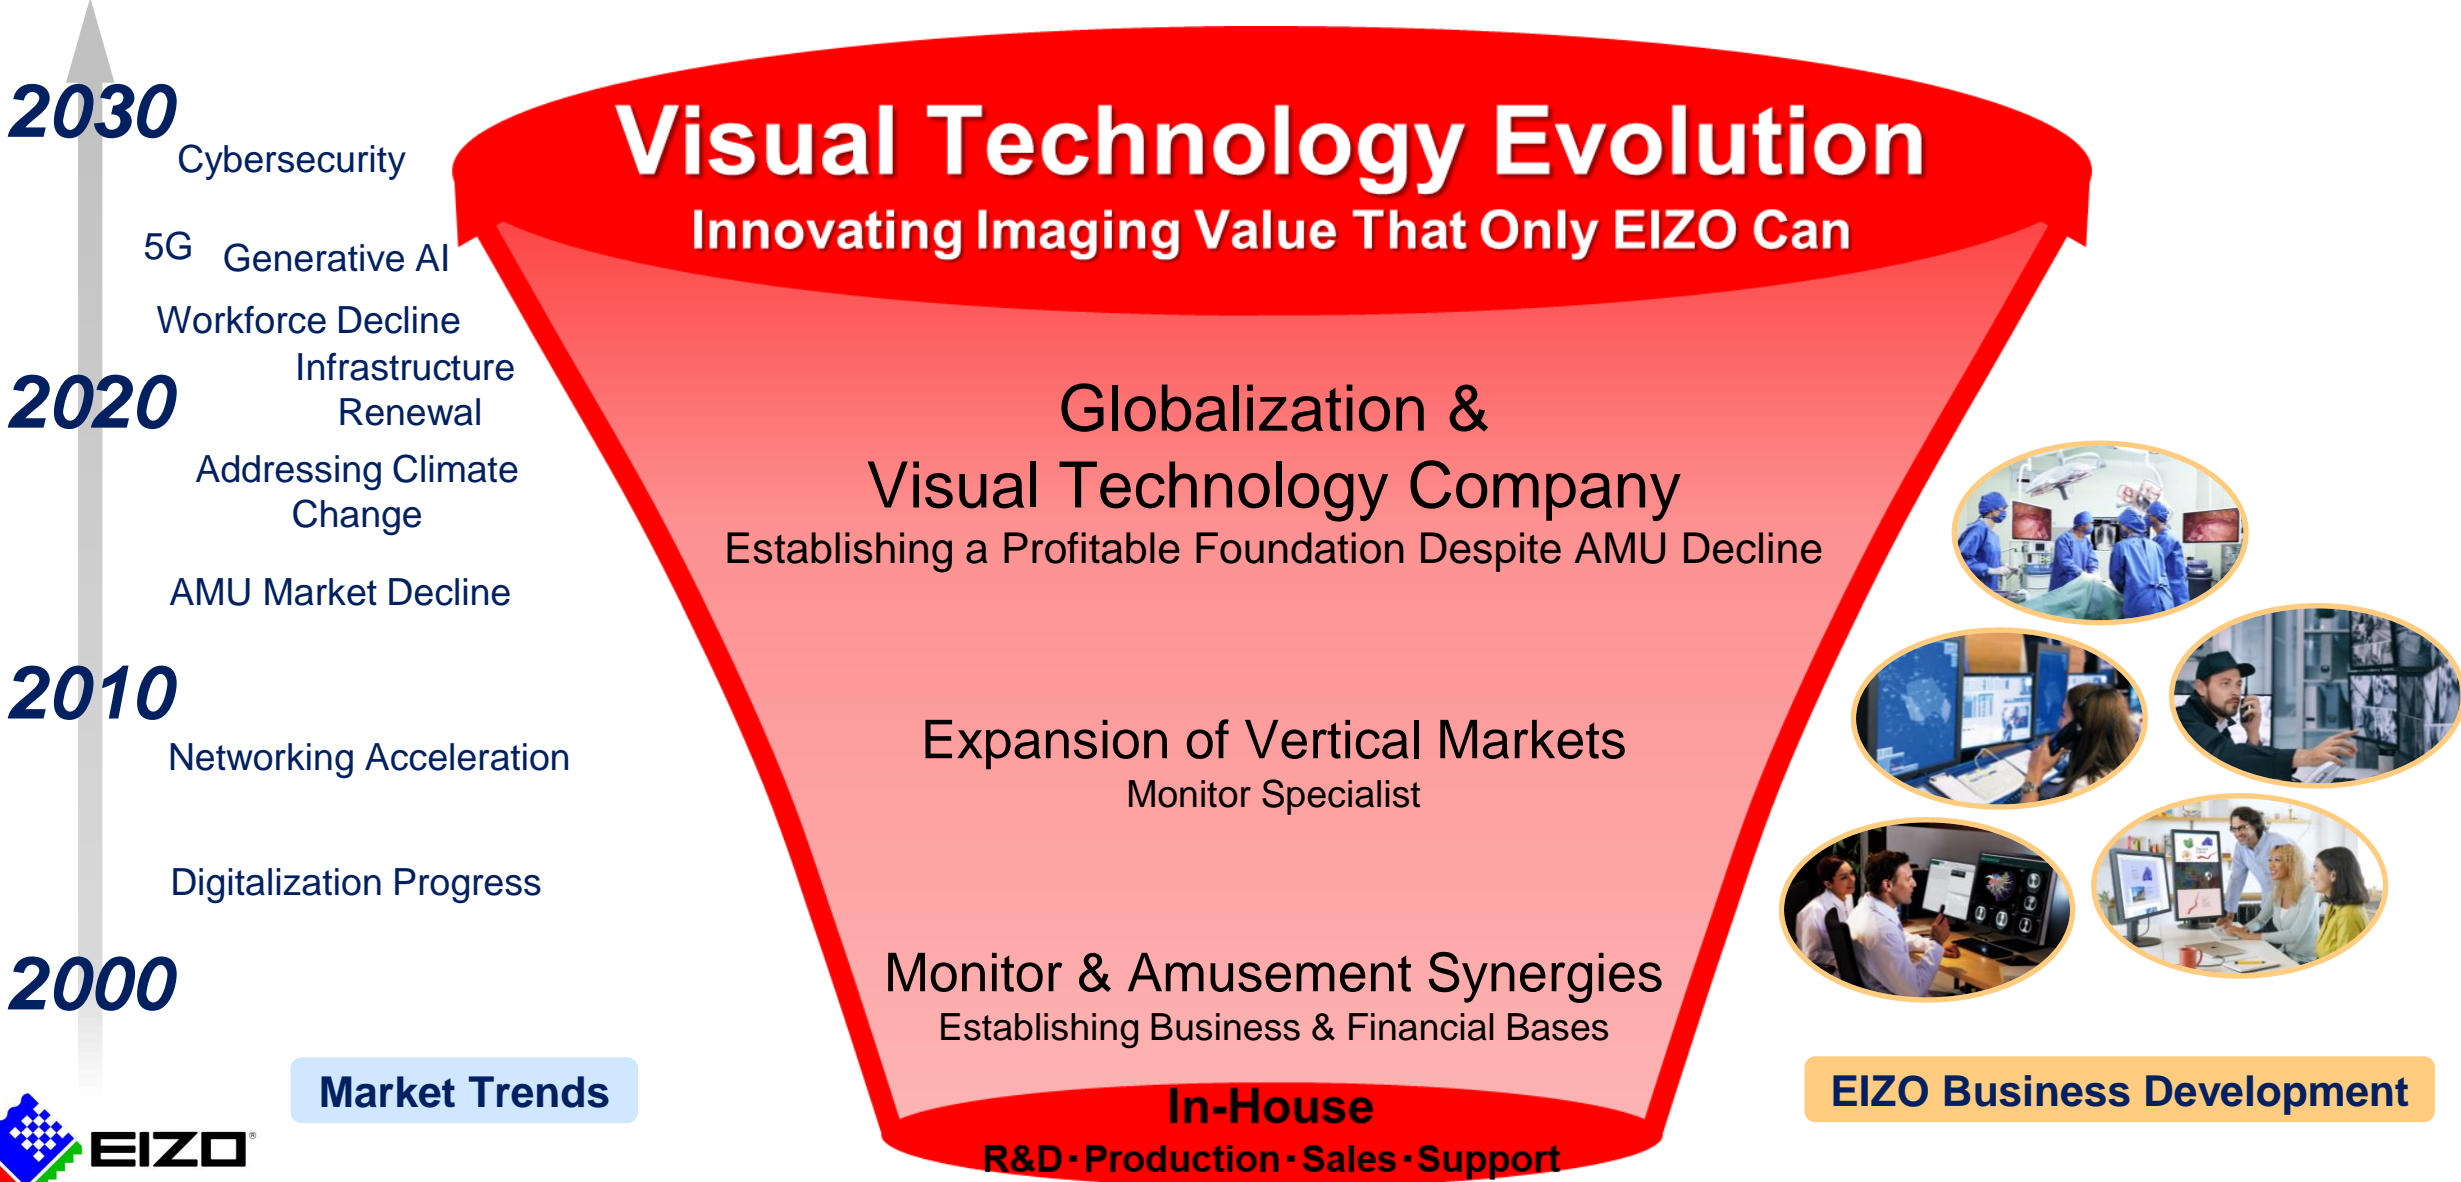 2030
Cybersecurity
5G
Generative AI
Workforce Decline
Infrastructure
Renewal
2020
Addressing Climate
Change
AMU Market Decline
2010
Networking Acceleration
Digitalization Progress
2000
Market Trends
EIZO®
Visual Technology Evolution
Innovating Imaging Value That Only EIZO Can
Globalization &
Visual Technology Company
Establishing a Profitable Foundation Despite AMU Decline
Expansion of Vertical Markets
Monitor Specialist
Monitor & Amusement Synergies
Establishing Business & Financial Bases
In-House
R&D・Production・Sales・Support
EIZO Business Development